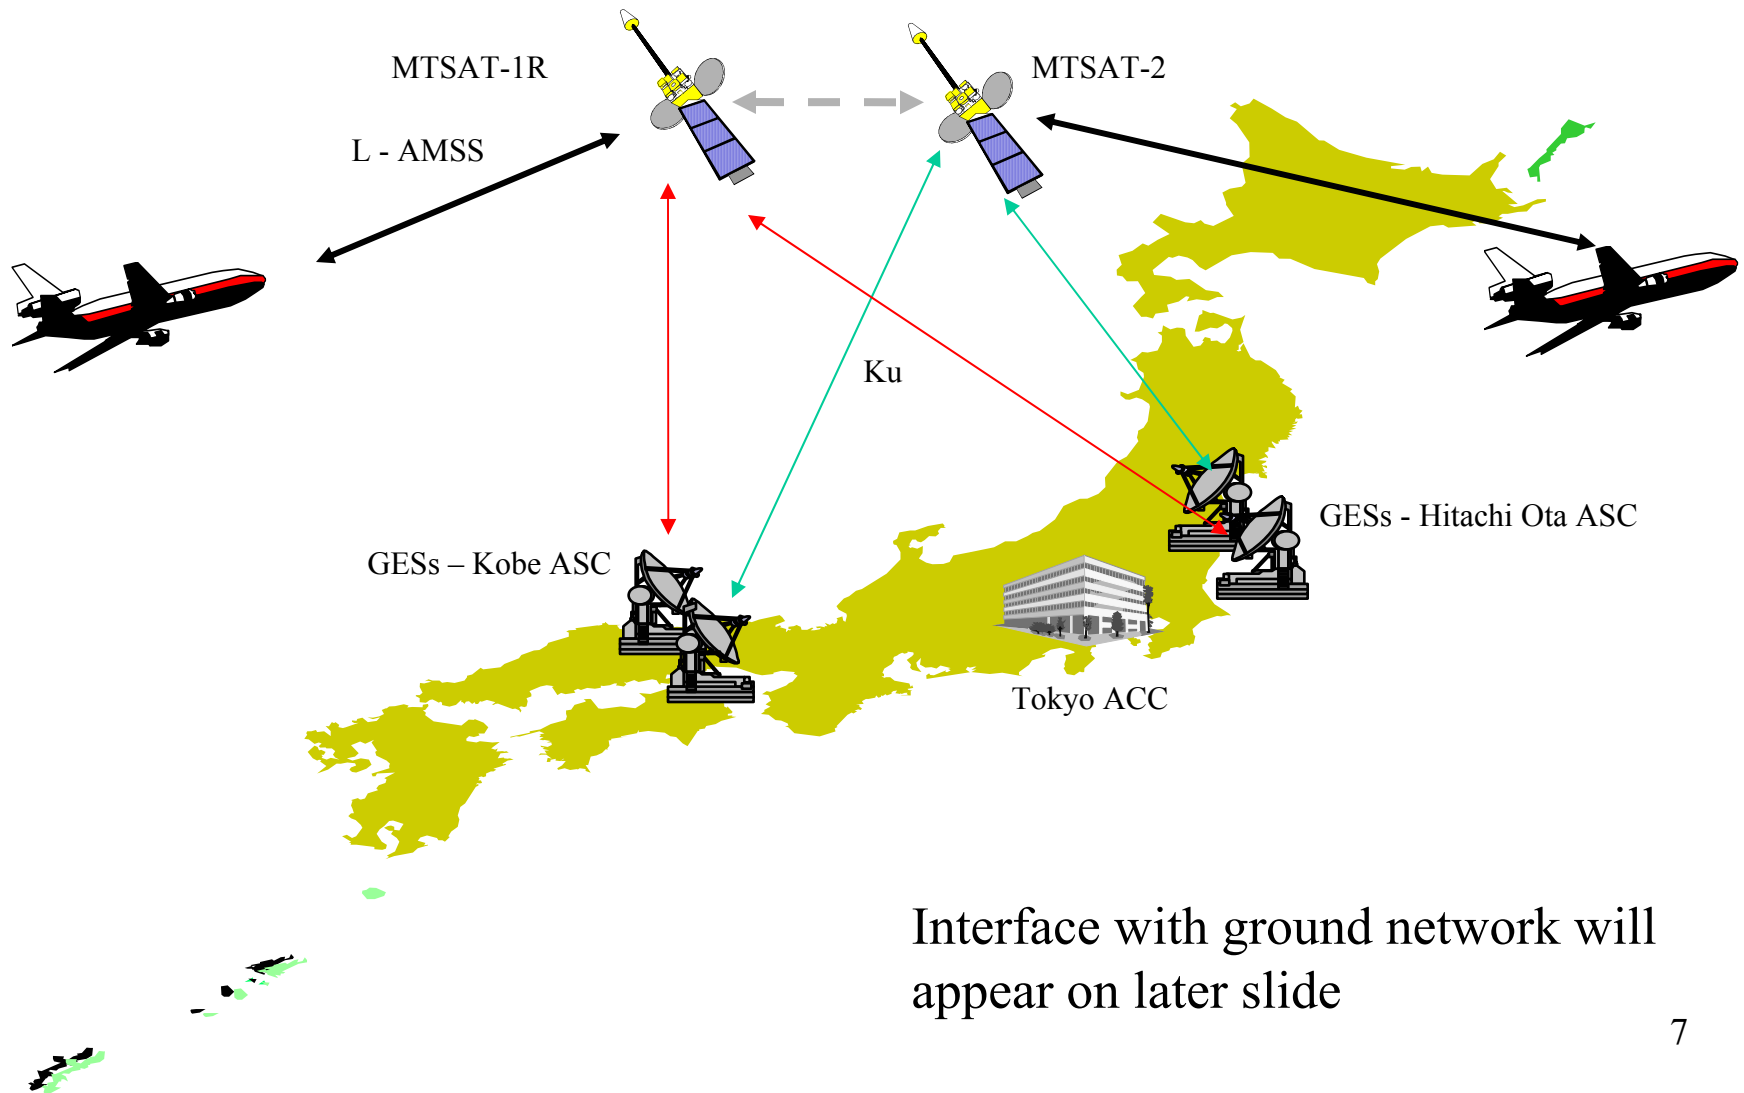 MTSAT-1R
MTSAT-2
L - AMSS
Ku
GESs - Hitachi Ota ASC
GESs – Kobe ASC
Tokyo ACC
Interface with ground network will
appear on later slide
7